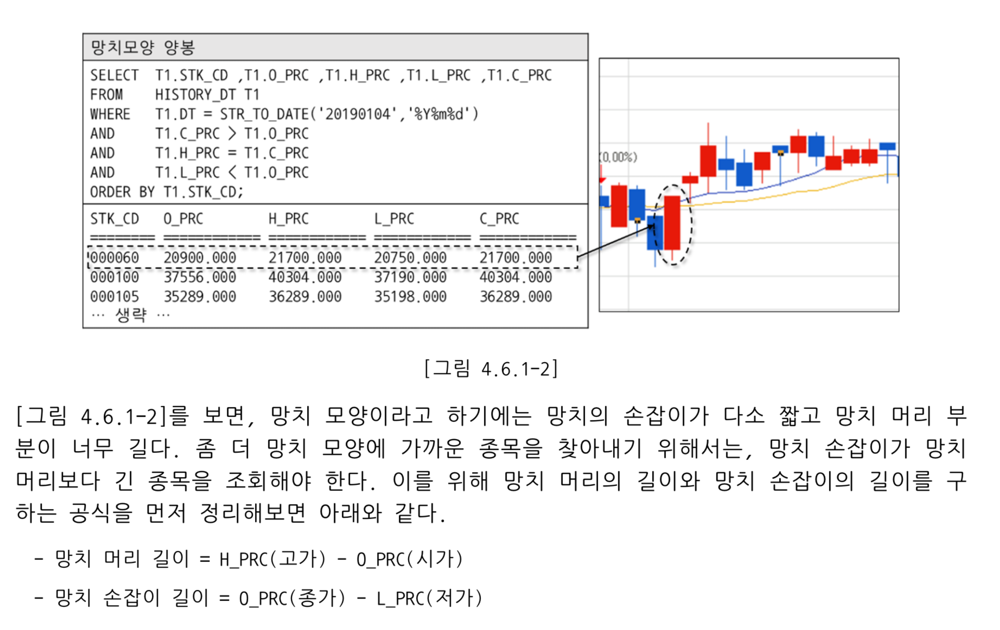 망치모양 양봉
SELECT  T1.STK_CD ,T1.O_PRC ,T1.H_PRC ,T1.L_PRC ,T1.C_PRC
FROM    HISTORY_DT T1
WHERE   T1.DT = STR_TO_DATE('20190104','%Y%m%d')
AND     T1.C_PRC > T1.O_PRC
AND     T1.H_PRC = T1.C_PRC
AND     T1.L_PRC < T1.O_PRC
ORDER BY T1.STK_CD;
STK_CD   O_PRC        H_PRC        L_PRC        C_PRC
======== ============ ============ ============ ============
000060   20900.000    21700.000    20750.000    21700.000
000100   37556.000    40304.000    37190.000    40304.000
000105   35289.000    36289.000    35198.000    36289.000
… 생략 …
(0,00%)
[그림 4.6.1-2]
[그림 4.6.1-2]를 보면, 망치 모양이라고 하기에는 망치의 손잡이가 다소 짧고 망치 머리 부
분이 너무 길다. 좀 더 망치 모양에 가까운 종목을 찾아내기 위해서는, 망치 손잡이가 망치
머리보다 긴 종목을 조회해야 한다. 이를 위해 망치 머리의 길이와 망치 손잡이의 길이를 구
하는 공식을 먼저 정리해보면 아래와 같다.
- 망치 머리 길이 = H_PRC(고가) - O_PRC(시가)
- 망치 손잡이 길이 = O_PRC(종가) - L_PRC(저가)